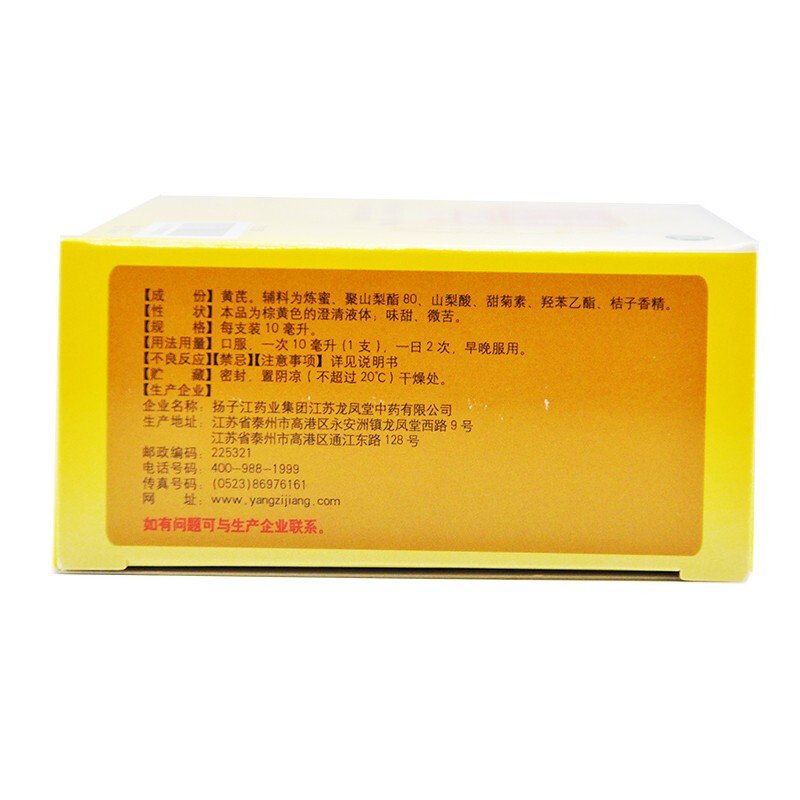 【成　份】黄芪。辅料为炼蜜、聚山梨酯80、山梨酸、甜菊素、羟苯乙酯、桔子香精。
【性　状】本品为棕黄色的澄清液体；味甜、微苦。
【规　格】每支装10毫升。
【用法用量】口服，一次10毫升（1支），一日2次，早晚服用。
【不良反应】【禁忌】【注意事项】详见说明书
【贮　藏】密封，置阴凉（不超过20℃）干燥处。
【生产企业】
企业名称：扬子江药业集团江苏龙凤堂中药有限公司
生产地址：江苏省泰州市高港区永安洲镇龙凤堂西路9号
江苏省泰州市高港区通江东路128号
邮政编码：225321
电话号码：400-988-1999
传真号码：(0523)86976161
网　址：www.yangzijiang.com
如有问题可与生产企业联系。